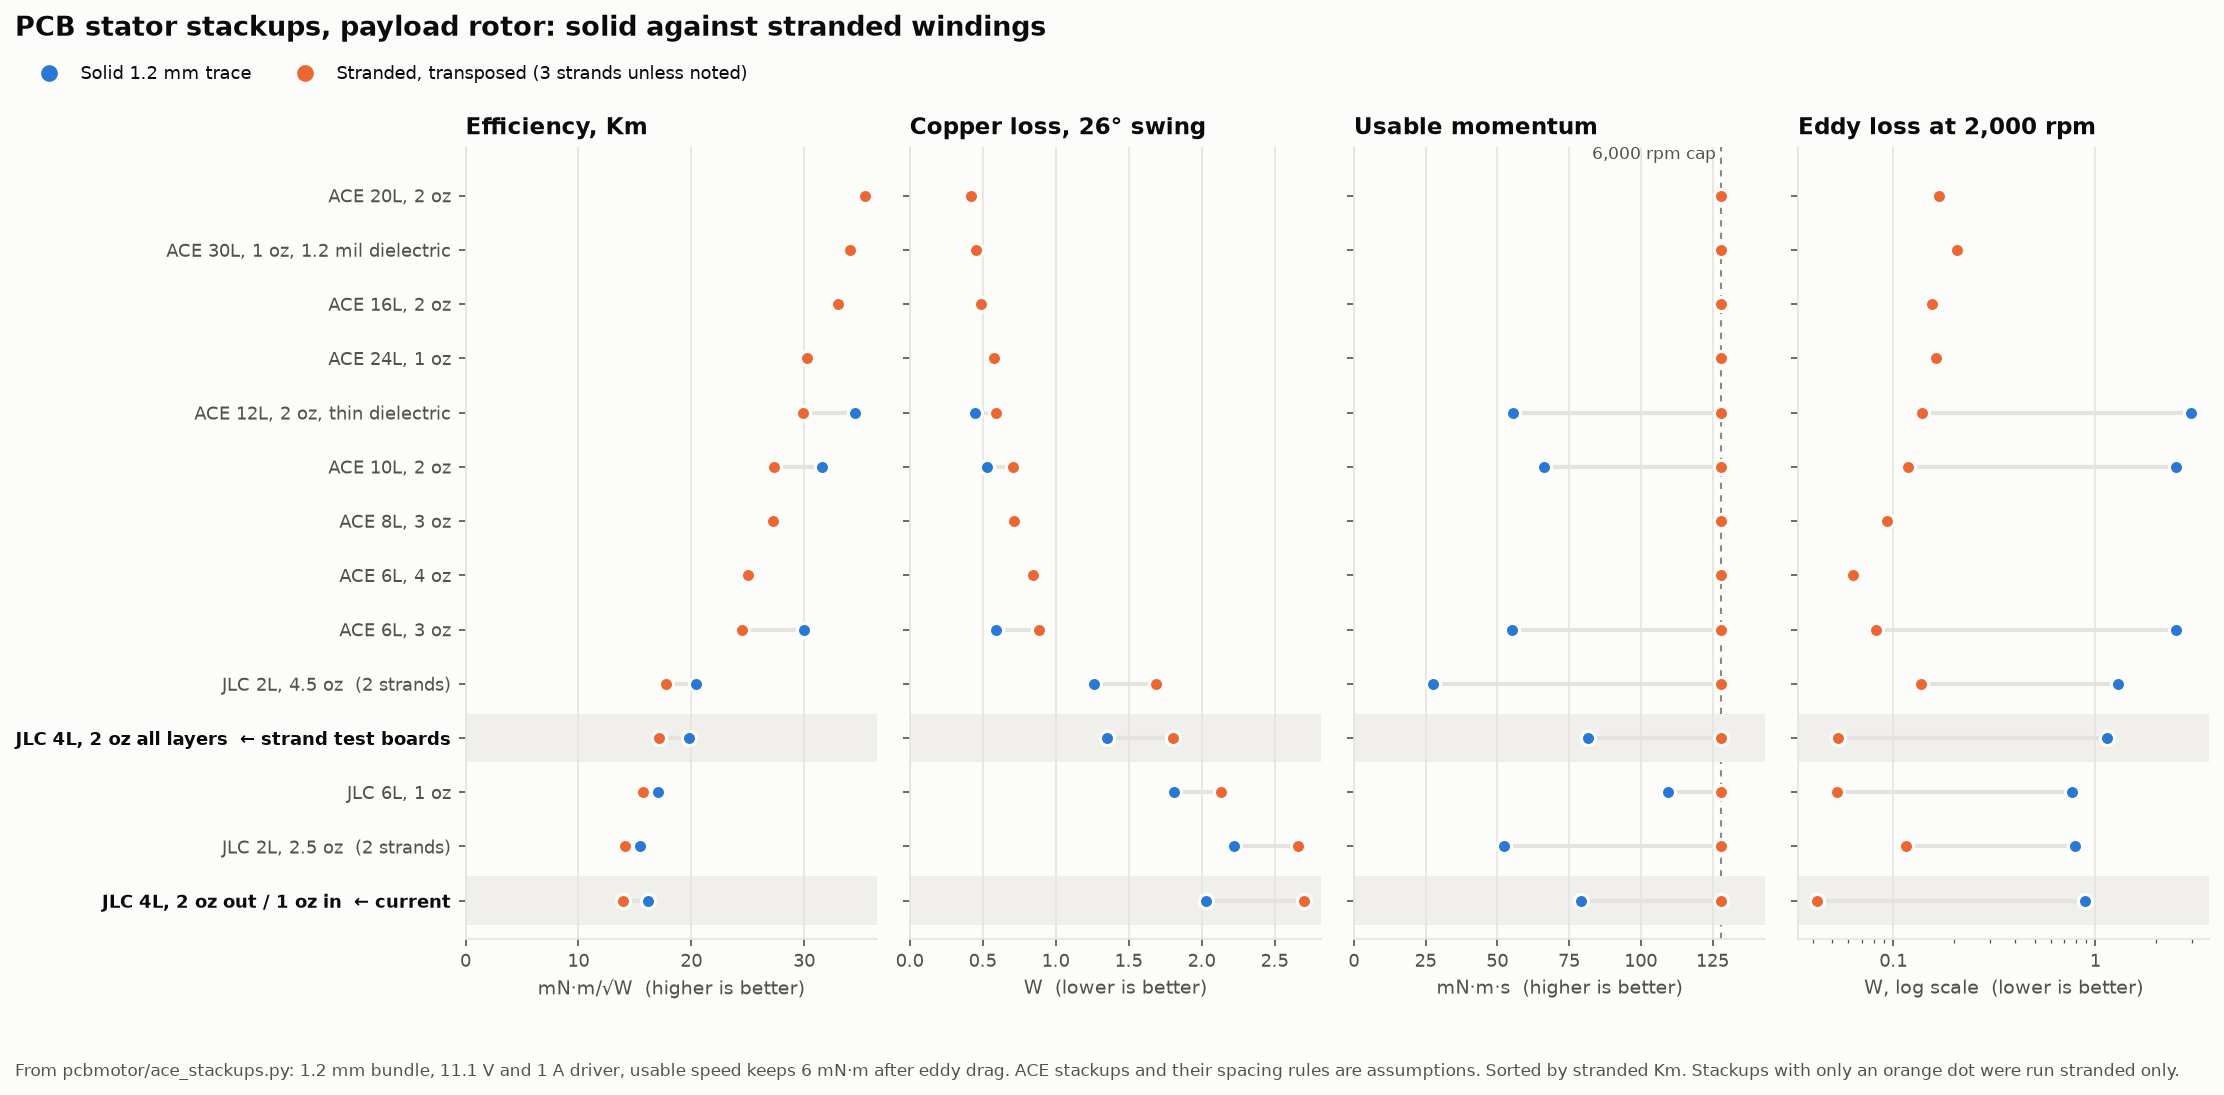 PCB stator stackups, payload rotor: solid against stranded windings
Solid 1.2 mm trace
Stranded, transposed (3 strands unless noted)
Efficiency, Km
Copper loss, 26° swing
Usable momentum
Eddy loss at 2,000 rpm
6,000 rpm cap
ACE 20L, 2 oz
ACE 30L, 1 oz, 1.2 mil dielectric
ACE 16L, 2 oz
ACE 24L, 1 oz
ACE 12L, 2 oz, thin dielectric
ACE 10L, 2 oz
ACE 8L, 3 oz
ACE 6L, 4 oz
ACE 6L, 3 oz
JLC 2L, 4.5 oz  (2 strands)
JLC 4L, 2 oz all layers  ← strand test boards
JLC 6L, 1 oz
JLC 2L, 2.5 oz  (2 strands)
JLC 4L, 2 oz out / 1 oz in  ← current
0 10 20 30
0.0 0.5 1.0 1.5 2.0 2.5
0 25 50 75 100 125
0.1 1
mN·m/√W  (higher is better)
W  (lower is better)
mN·m·s  (higher is better)
W, log scale  (lower is better)
From pcbmotor/ace_stackups.py: 1.2 mm bundle, 11.1 V and 1 A driver, usable speed keeps 6 mN·m after eddy drag. ACE stackups and their spacing rules are assumptions. Sorted by stranded Km. Stackups with only an orange dot were run stranded only.